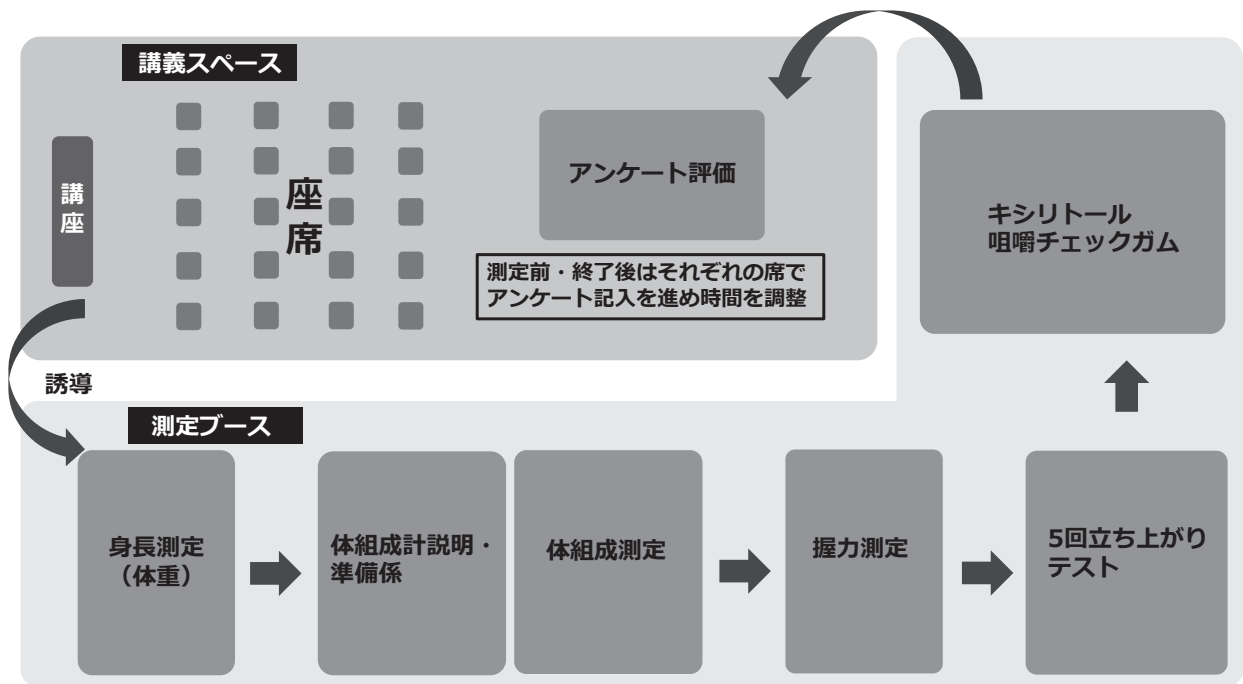 講義スペース
講座
座席
アンケート評価
測定前・終了後はそれぞれの席で
アンケート記入を進め時間を調整
キシリトール
咀嚼チェックガム
誘導
測定ブース
身長測定
（体重）
体組成計説明・
準備係
体組成測定
握力測定
5回立ち上がり
テスト